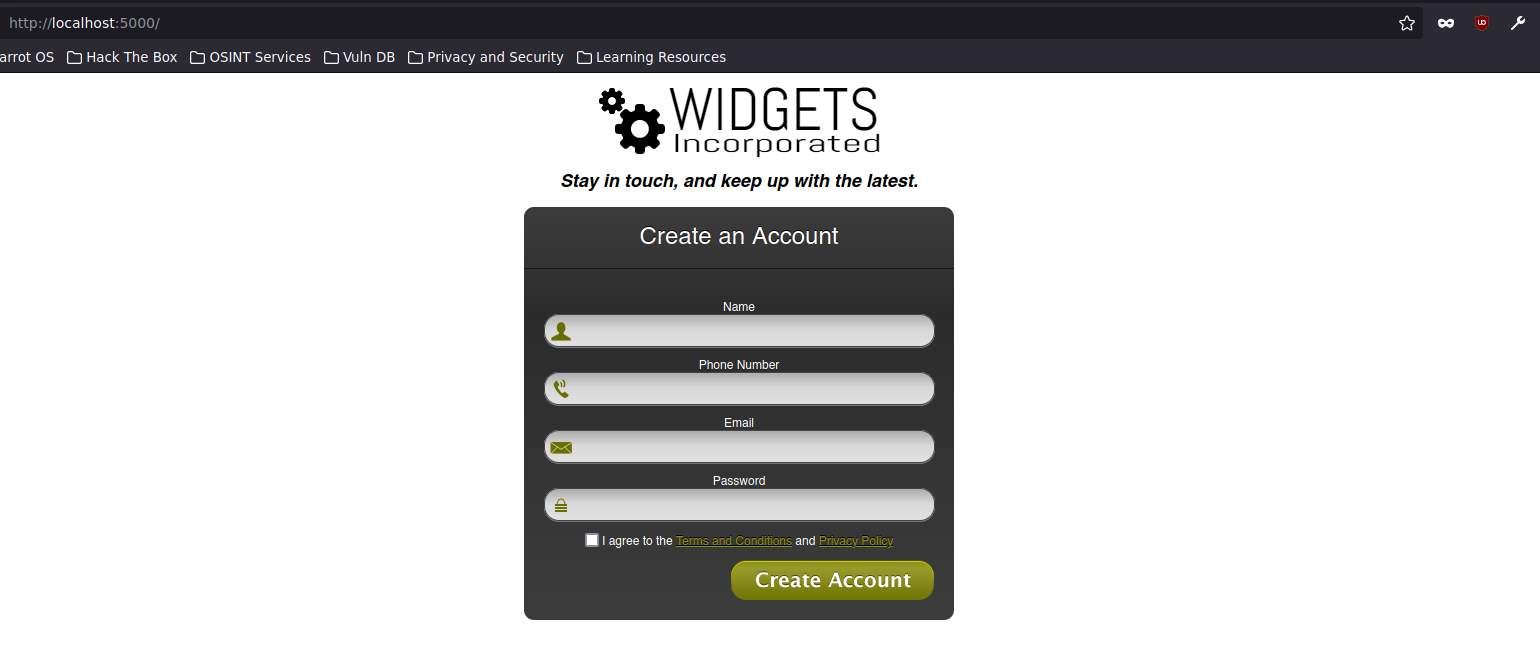 http://localhost:5000/
arrot OS Hack The Box OSINT Services Vuln DB Privacy and Security Learning Resources
WIDGETS
Incorporated
Stay in touch, and keep up with the latest.
Create an Account
Name
Phone Number
Email
Password
I agree to the Terms and Conditions and Privacy Policy
Create Account